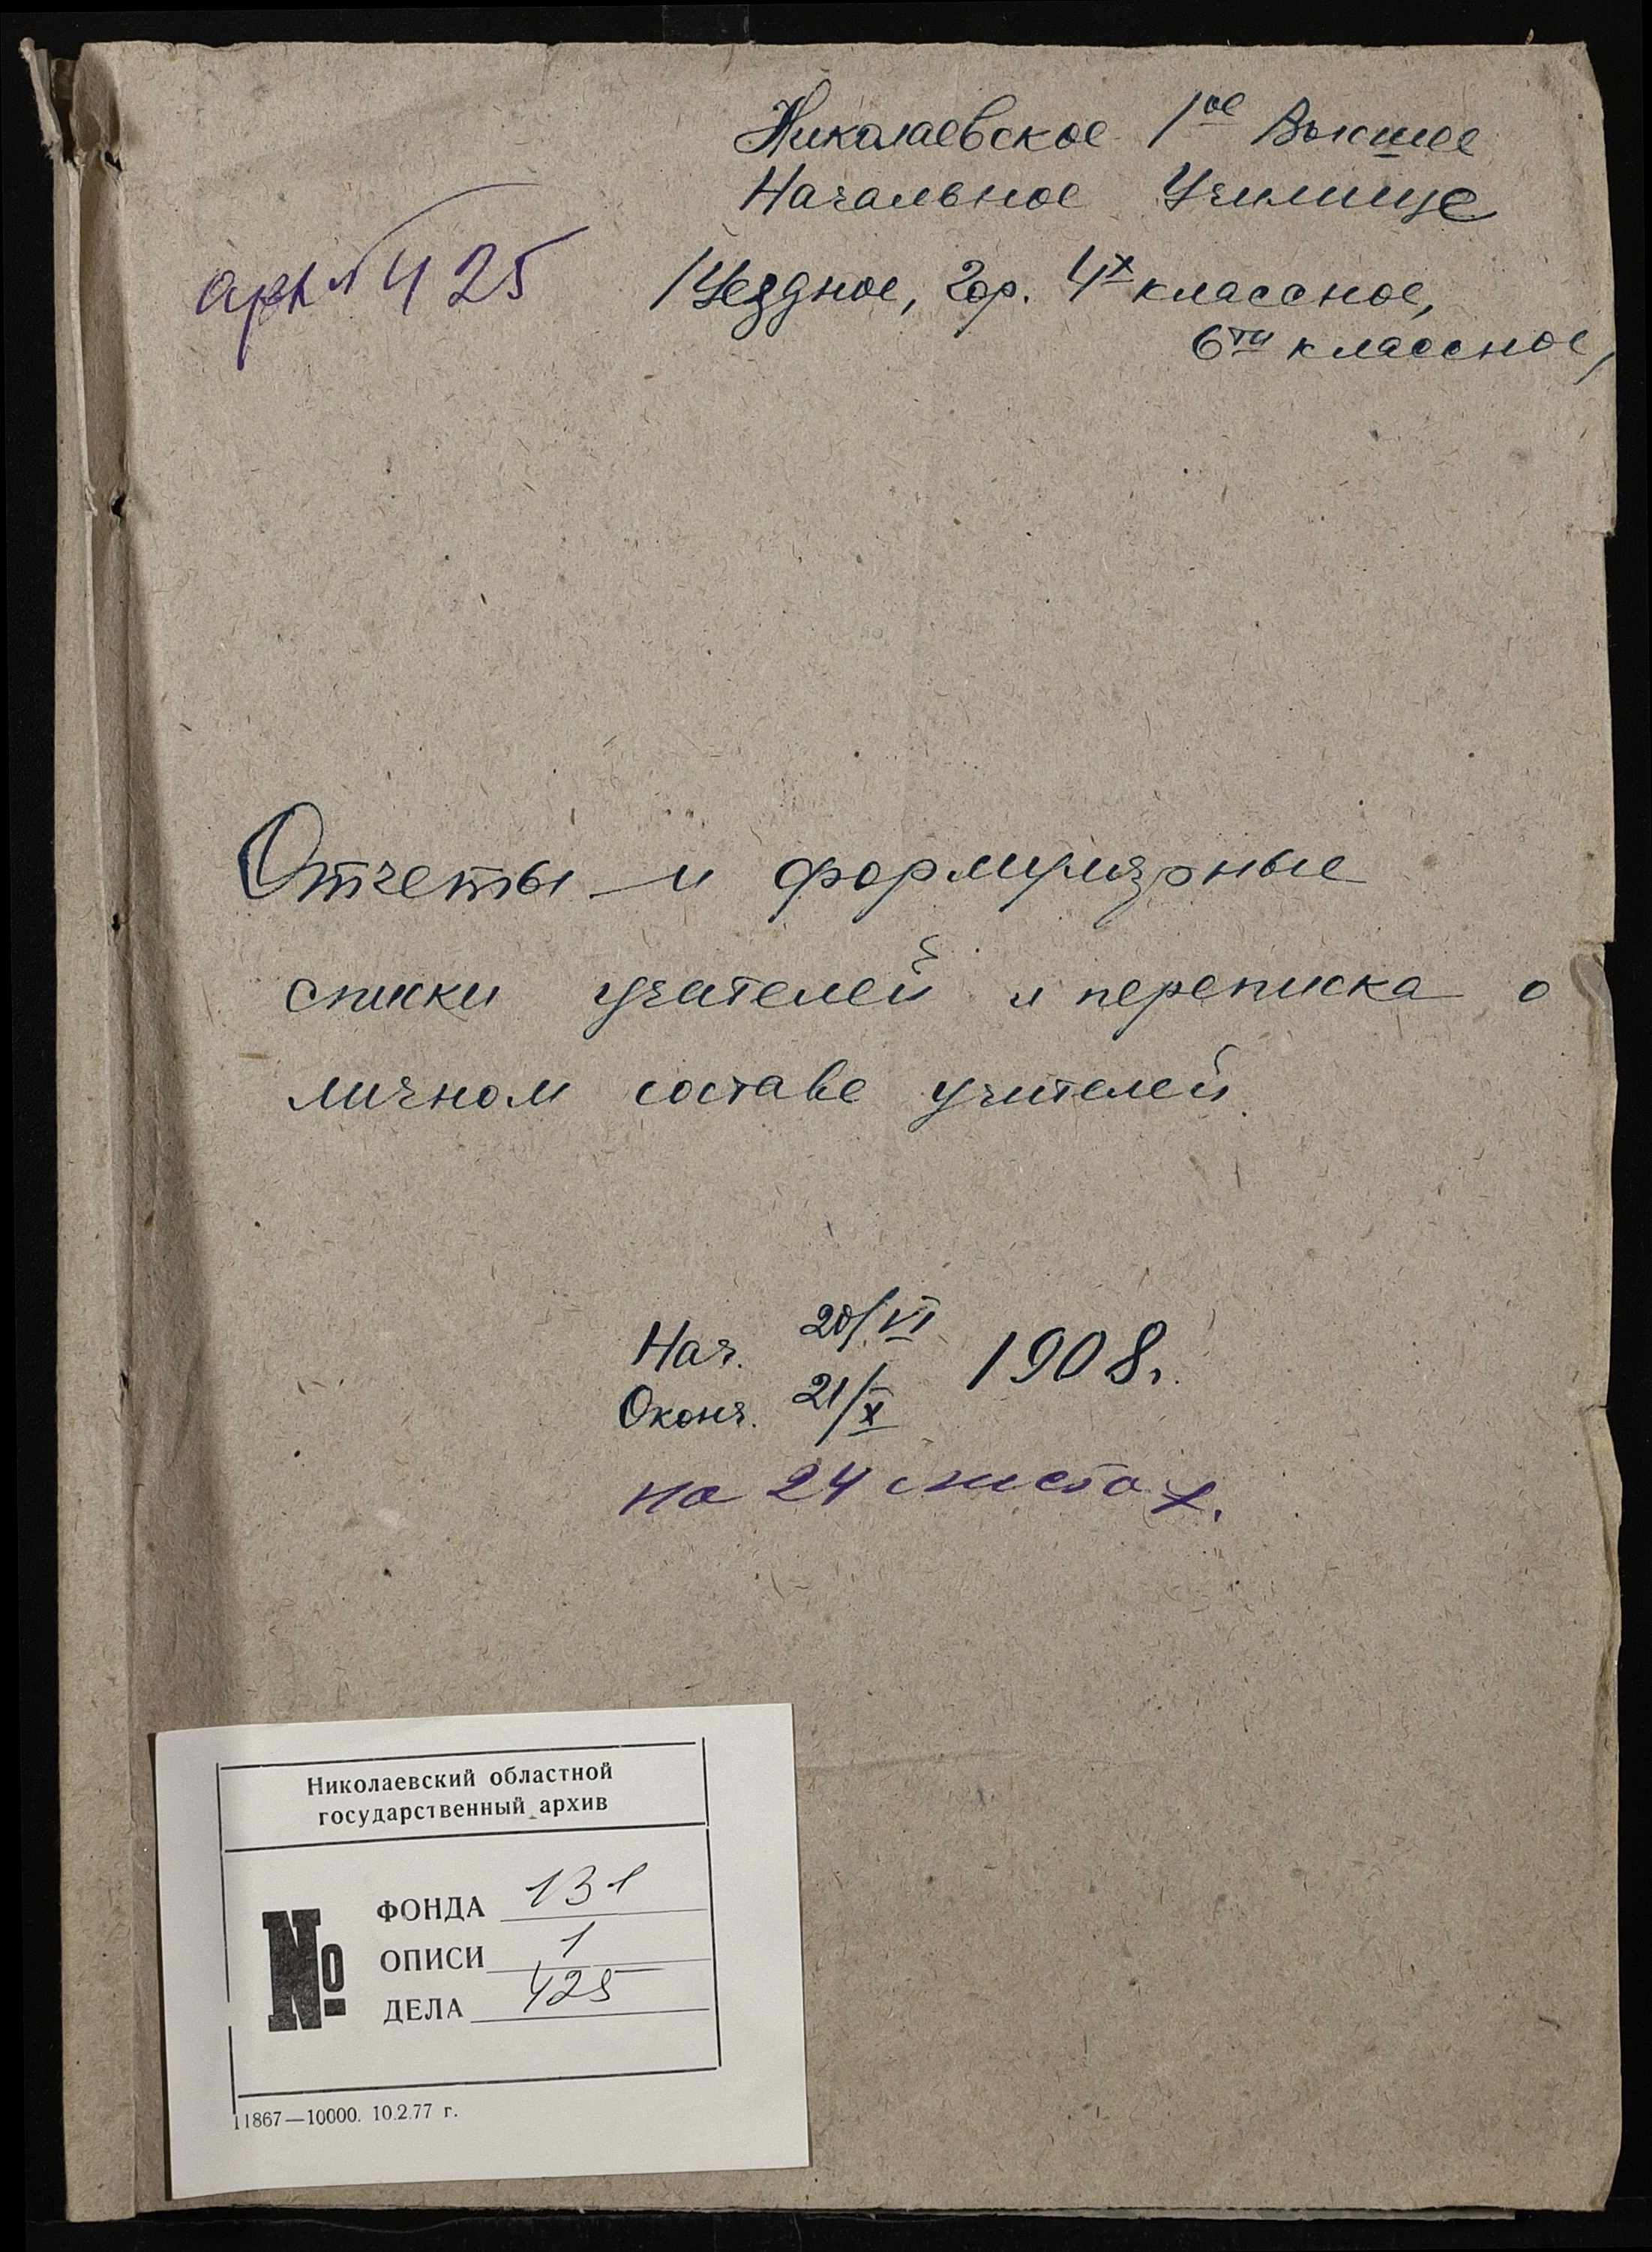 Николаевское 1ое Высшее
Начальное Училище
арх № 425
/Уездное, гор. 4х классное,
6ти классное/
Отчеты и формулярные
списки учителей и переписка о
личном составе учителей.
Нач. 20/VI 1908г.
Оконч. 21/X
на 24 листах.
Николаевский областной
государственный архив
№
ФОНДА 131
ОПИСИ 1
ДЕЛА 425
11867—10000. 10.2.77 г.